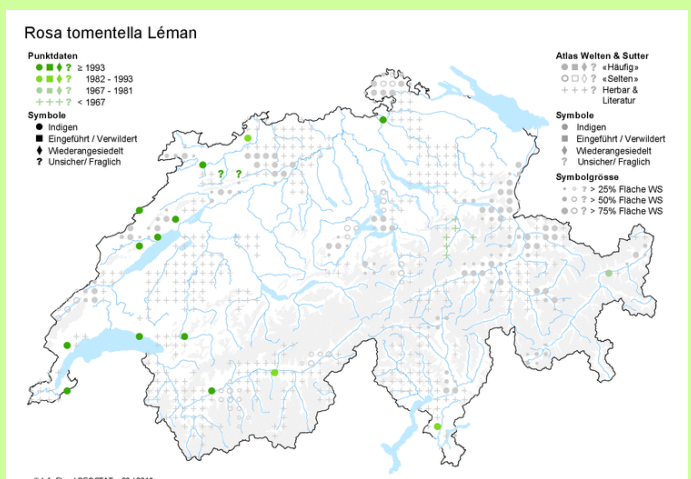 Rosa tomentella Léman
Punktdaten
? ≥ 1993
? 1982 - 1993
? 1967 - 1981
? < 1967
Symbole
Indigen
Eingeführt / Verwildert
Wiederangesiedelt
? Unsicher/ Fraglich
Atlas Welten & Sutter
? «Häufig»
? «Selten»
? Herbar &
Literatur
Symbole
Indigen
Eingeführt / Verwildert
Wiederangesiedelt
? Unsicher/ Fraglich
Symbolgrösse
? > 25% Fläche WS
? > 50% Fläche WS
? > 75% Fläche WS
? ?